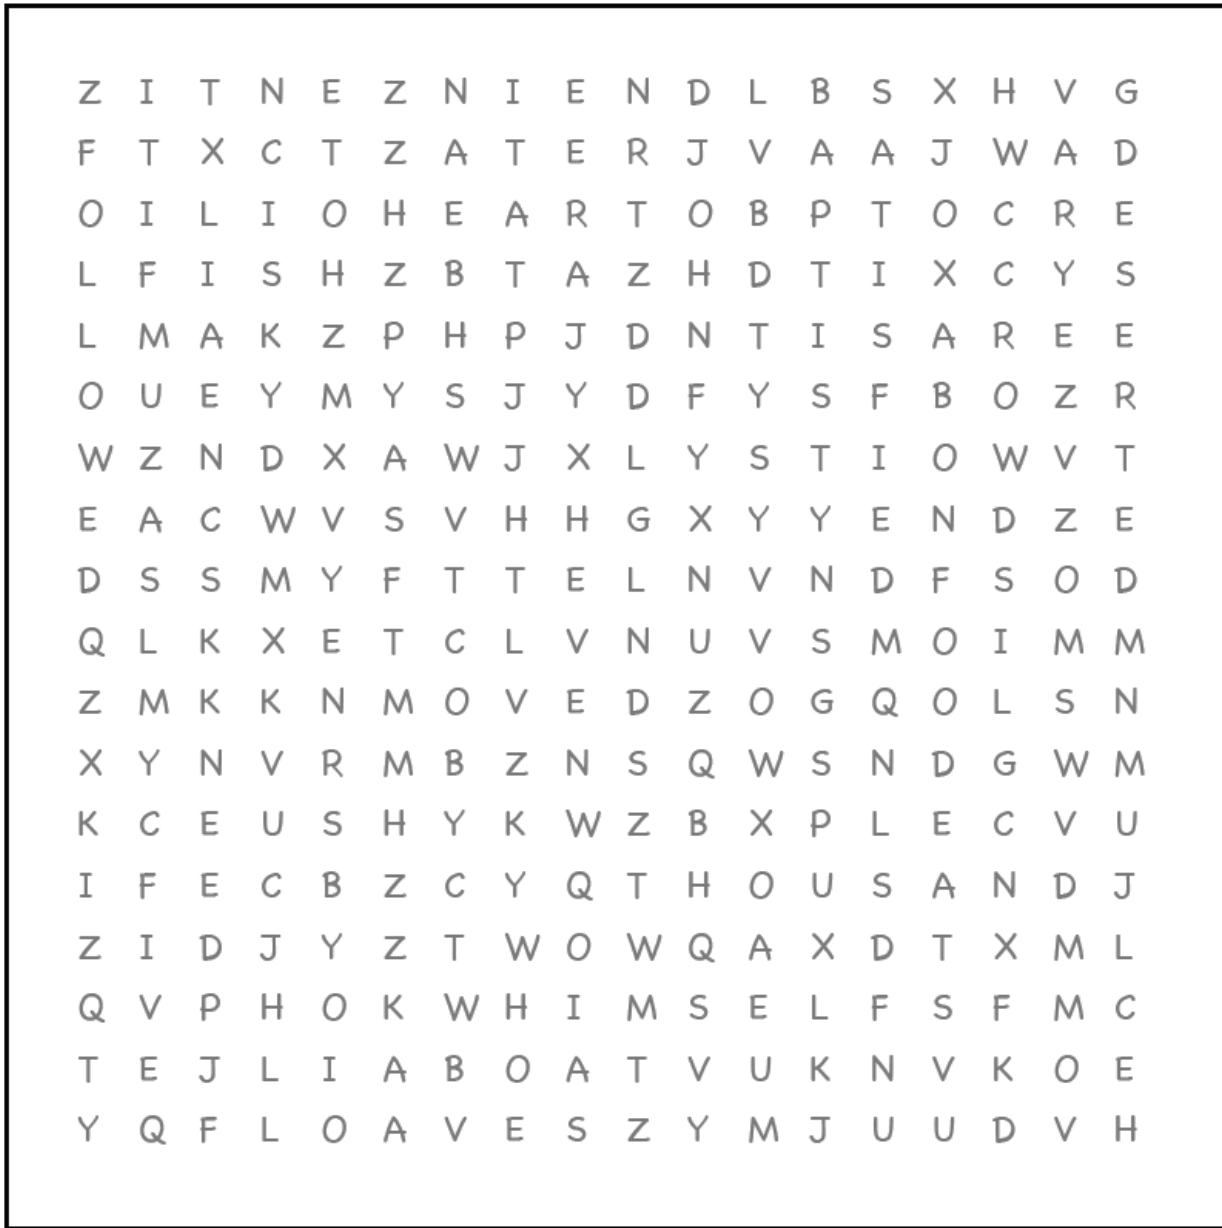 Z I T N E Z N I E N D L B S X H V G
F T X C T Z A T E R J V A A J W A D
O I L I O H E A R T O B P T O C R E
L F I S H Z B T A Z H D T I X C Y S
L M A K Z P H P J D N T I S A R E E
O U E Y M Y S J Y D F Y S F B O Z R
W Z N D X A W J X L Y S T I O W V T
E A C W V S V H H G X Y Y E N D Z E
D S S M Y F T T E L N V N D F S O D
Q L K X E T C L V N U V S M O I M M
Z M K K N M O V E D Z O G Q O L S N
X Y N V R M B Z N S Q W S N D G W M
K C E U S H Y K W Z B X P L E C V U
I F E C B Z C Y Q T H O U S A N D J
Z I D J Y Z T W O W Q A X D T X M L
Q V P H O K W H I M S E L F S F M C
T E J L I A B O A T V U K N V K O E
Y Q F L O A V E S Z Y M J U U D V H